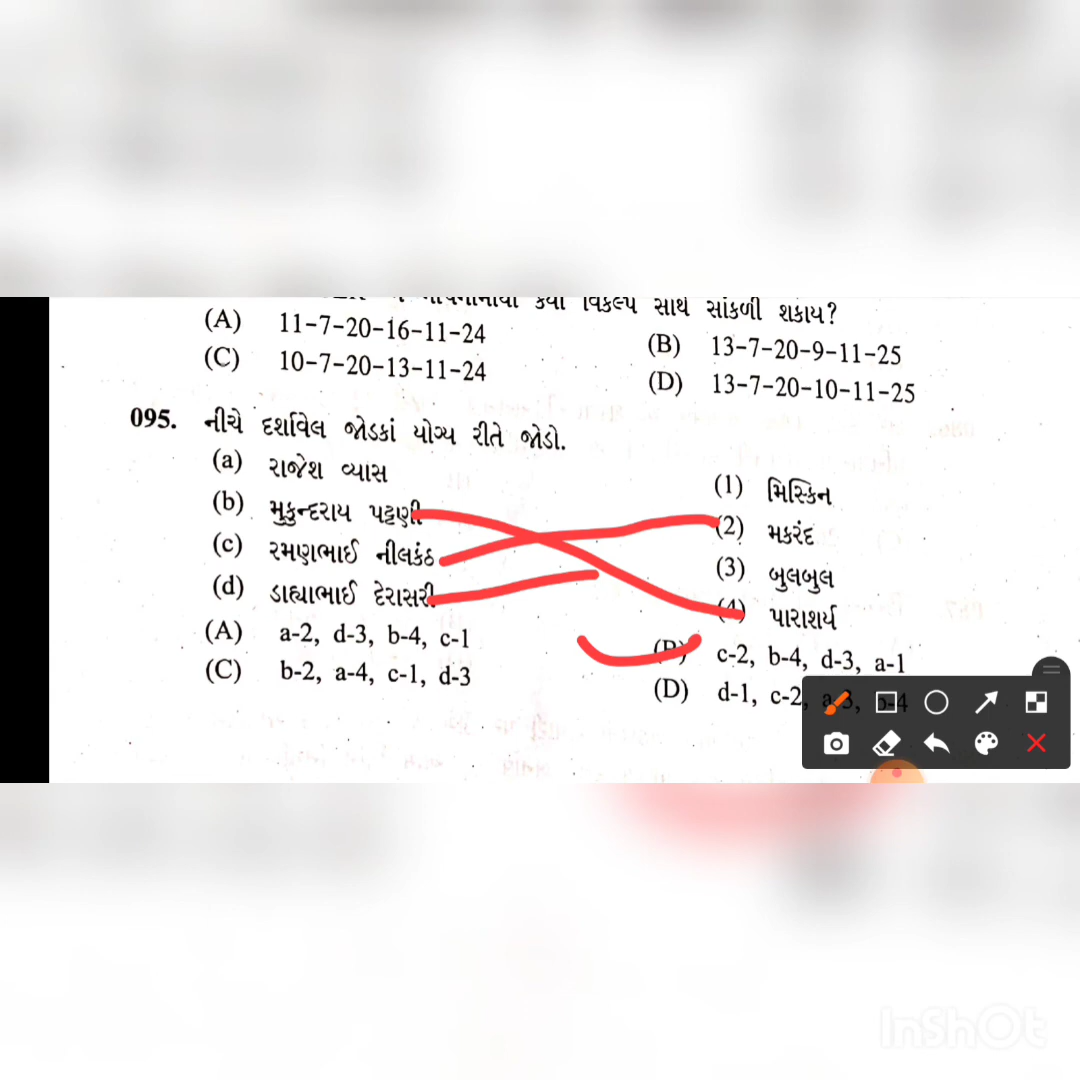 કયા વિકલ્પ સાથે સાંકળી શકાય?
(A) 11-7-20-16-11-24
(B) 13-7-20-9-11-25
(C) 10-7-20-13-11-24
(D) 13-7-20-10-11-25
095. નીચે દર્શાવેલ જોડકાં યોગ્ય રીતે જોડો.
(a) રાજેશ વ્યાસ
(1) મિસ્કિન
(b) મુકુન્દરાય પટ્ટણી
(2) મકરંદ
(c) રમણભાઈ નીલકંઠ
(3) બુલબુલ
(d) ડાહ્યાભાઈ દેરાસરી
(4) પારાશર્ય
(A) a-2, d-3, b-4, c-1
(B) c-2, b-4, d-3, a-1
(C) b-2, a-4, c-1, d-3
(D) d-1, c-2, a-3, b-4
InShOt